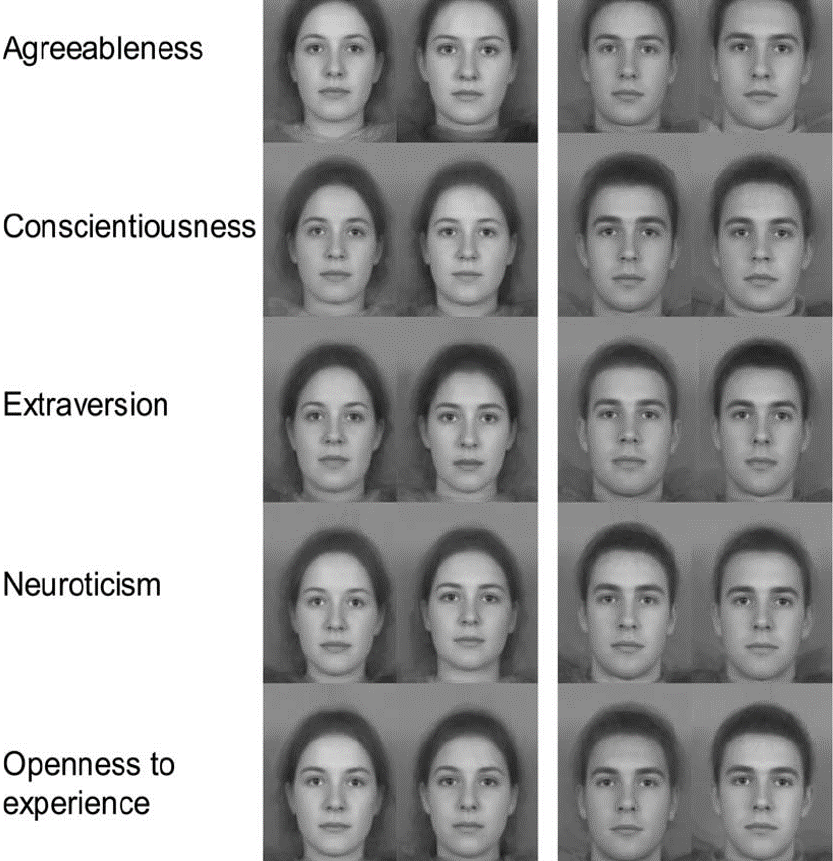 Agreeableness
Conscientiousness
Extraversion
Neuroticism
Openness to
experience